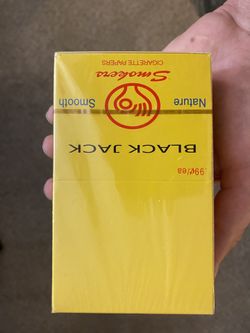 99¢/ea
BLACK JACK
Nature Smooth
Smokers
CIGARETTE PAPERS